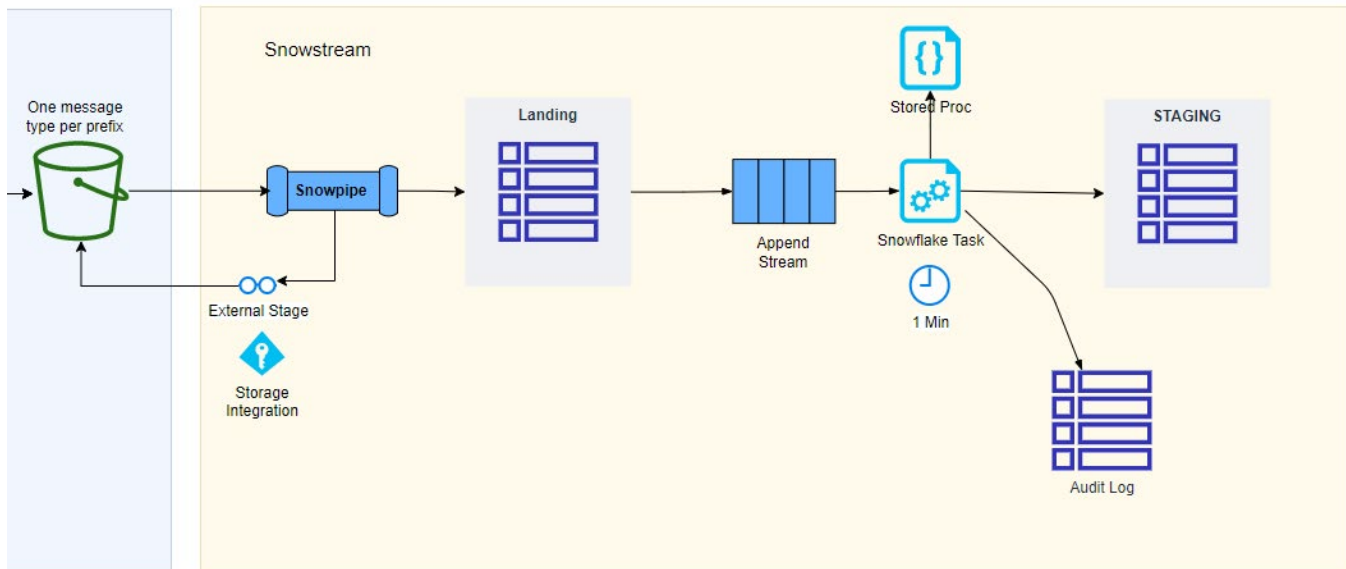 Snowstream
One message
type per prefix
Snowpipe
External Stage
Storage
Integration
Landing
Append
Stream
{}
Stored Proc
Snowflake Task
1 Min
STAGING
Audit Log